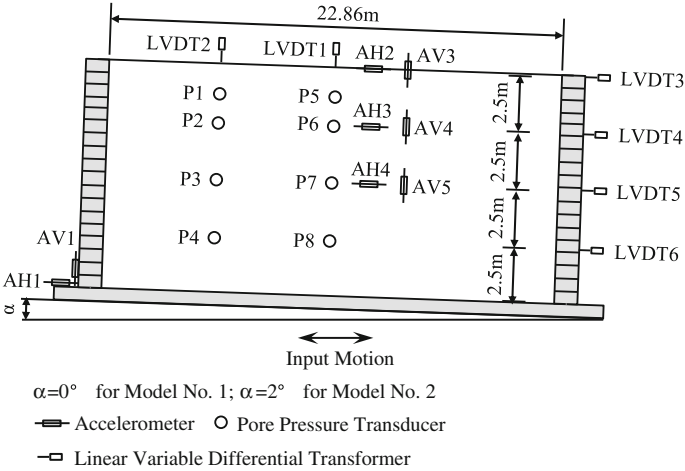 22.86m
LVDT2 LVDT1 AH2 AV3
LVDT3
P1 P5 2.5m
P2 P6 AH3 AV4 LVDT4
P3 P7 AH4 AV5 2.5m LVDT5
P4 P8 2.5m LVDT6
AV1
AH1 2.5m
α
Input Motion
α=0° for Model No. 1; α=2° for Model No. 2
Accelerometer Pore Pressure Transducer
Linear Variable Differential Transformer